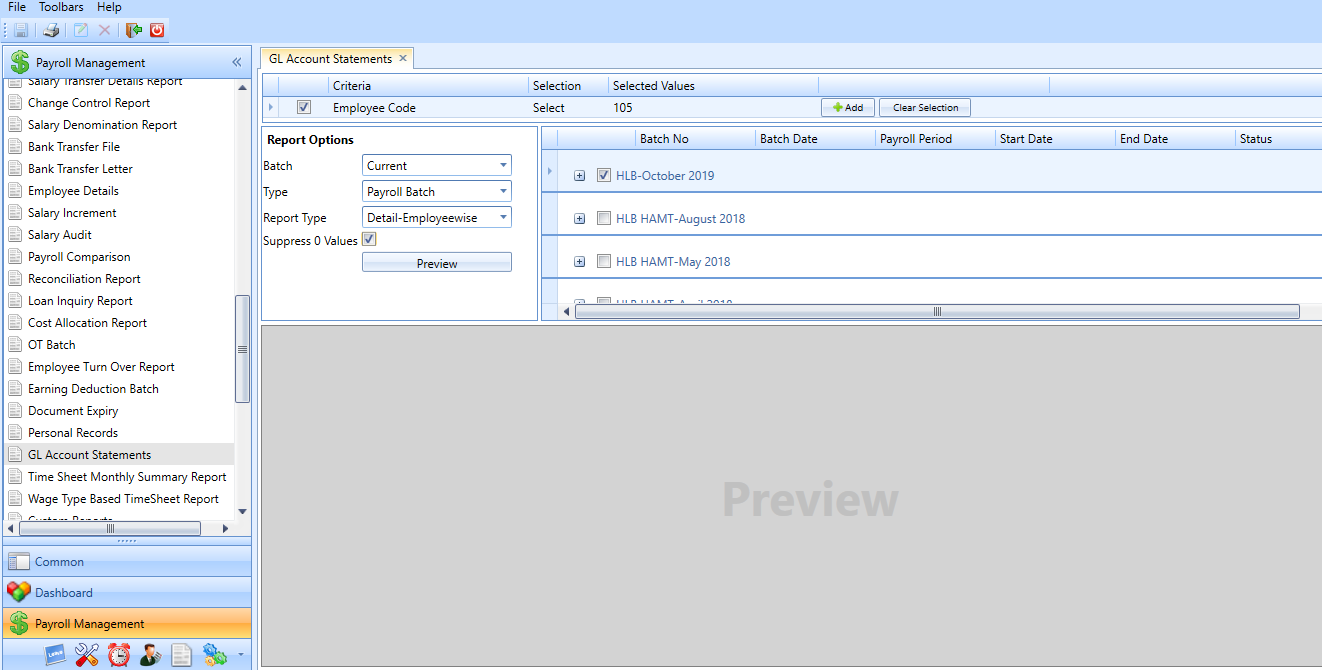 File Toolbars Help
Payroll Management
Salary Transfer Details Report
Change Control Report
Salary Denomination Report
Bank Transfer File
Bank Transfer Letter
Employee Details
Salary Increment
Salary Audit
Payroll Comparison
Reconciliation Report
Loan Inquiry Report
Cost Allocation Report
OT Batch
Employee Turn Over Report
Earning Deduction Batch
Document Expiry
Personal Records
GL Account Statements
Time Sheet Monthly Summary Report
Wage Type Based TimeSheet Report
Custom Reports
Common
Dashboard
Payroll Management
GL Account Statements
Criteria Selection Selected Values
Employee Code Select 105 Add Clear Selection
Report Options
Batch Current
Type Payroll Batch
Report Type Detail-Employeewise
Suppress 0 Values
Preview
Batch No Batch Date Payroll Period Start Date End Date Status
HLB-October 2019
HLB HAMT-August 2018
HLB HAMT-May 2018
HLB HAMT-April 2018
Preview